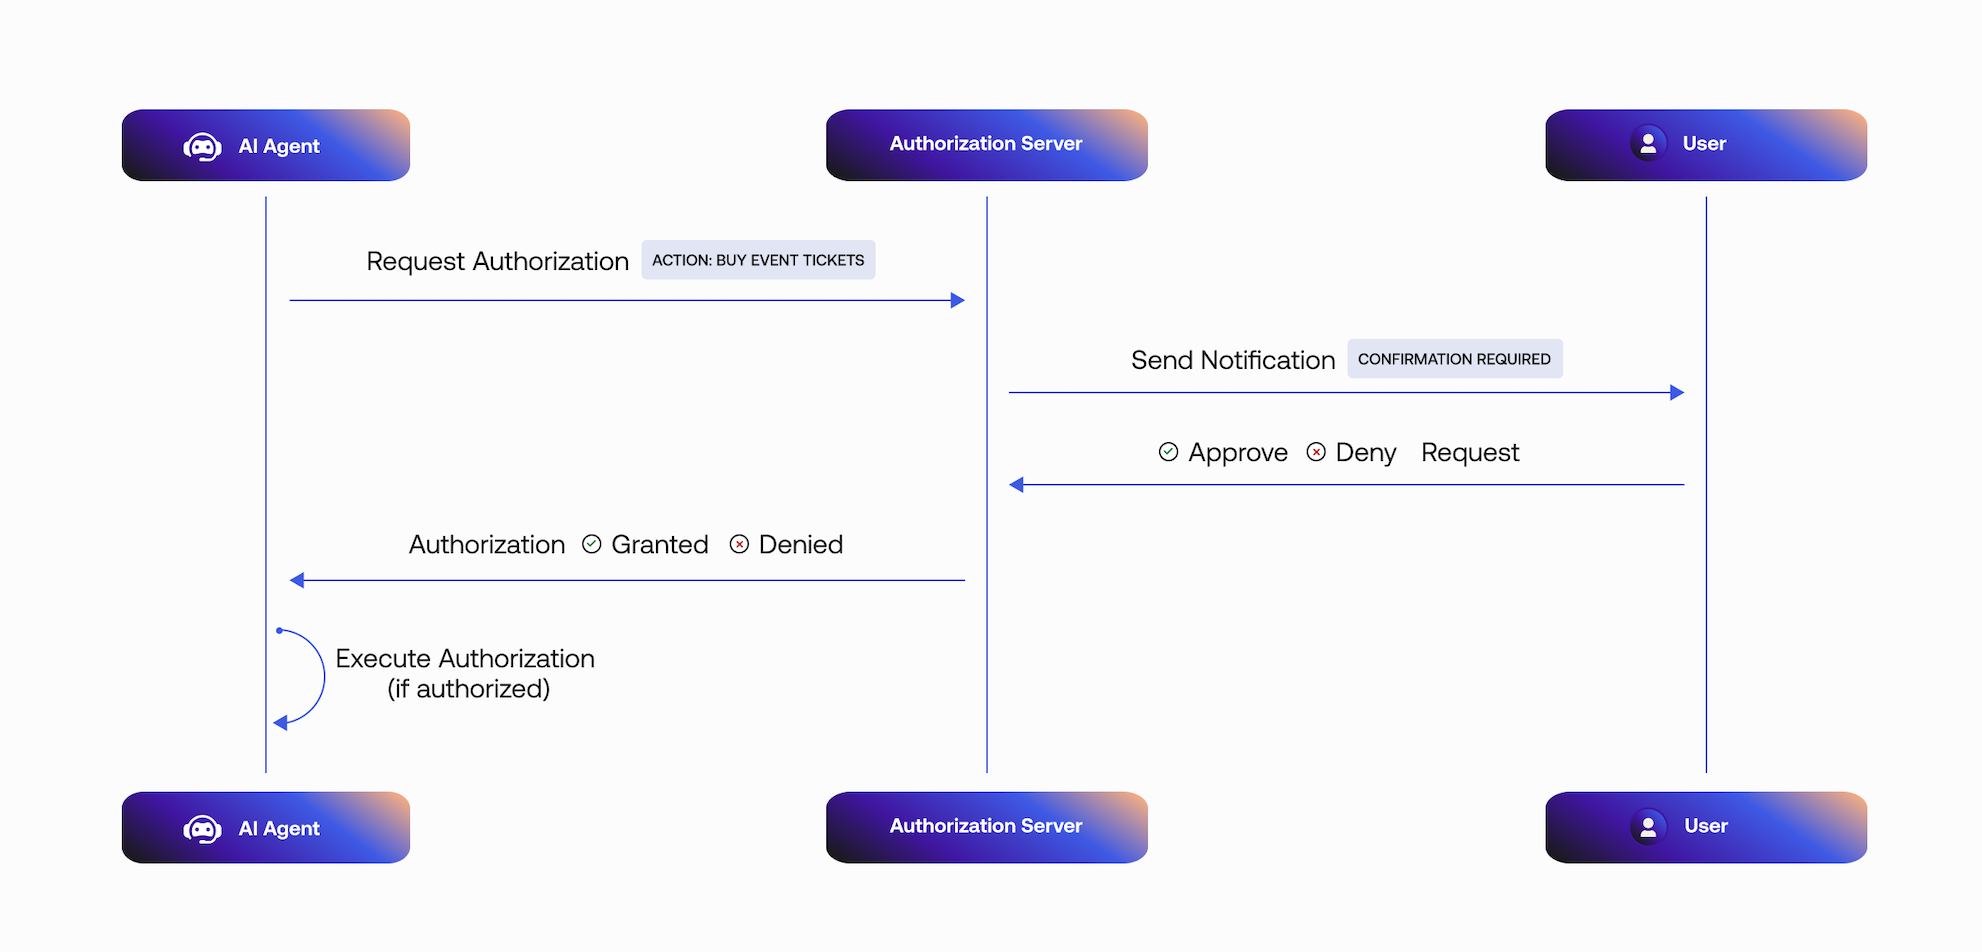 AI Agent
Authorization Server
User
Request Authorization ACTION: BUY EVENT TICKETS
Send Notification CONFIRMATION REQUIRED
Approve Deny Request
Authorization Granted Denied
Execute Authorization
(if authorized)
AI Agent
Authorization Server
User